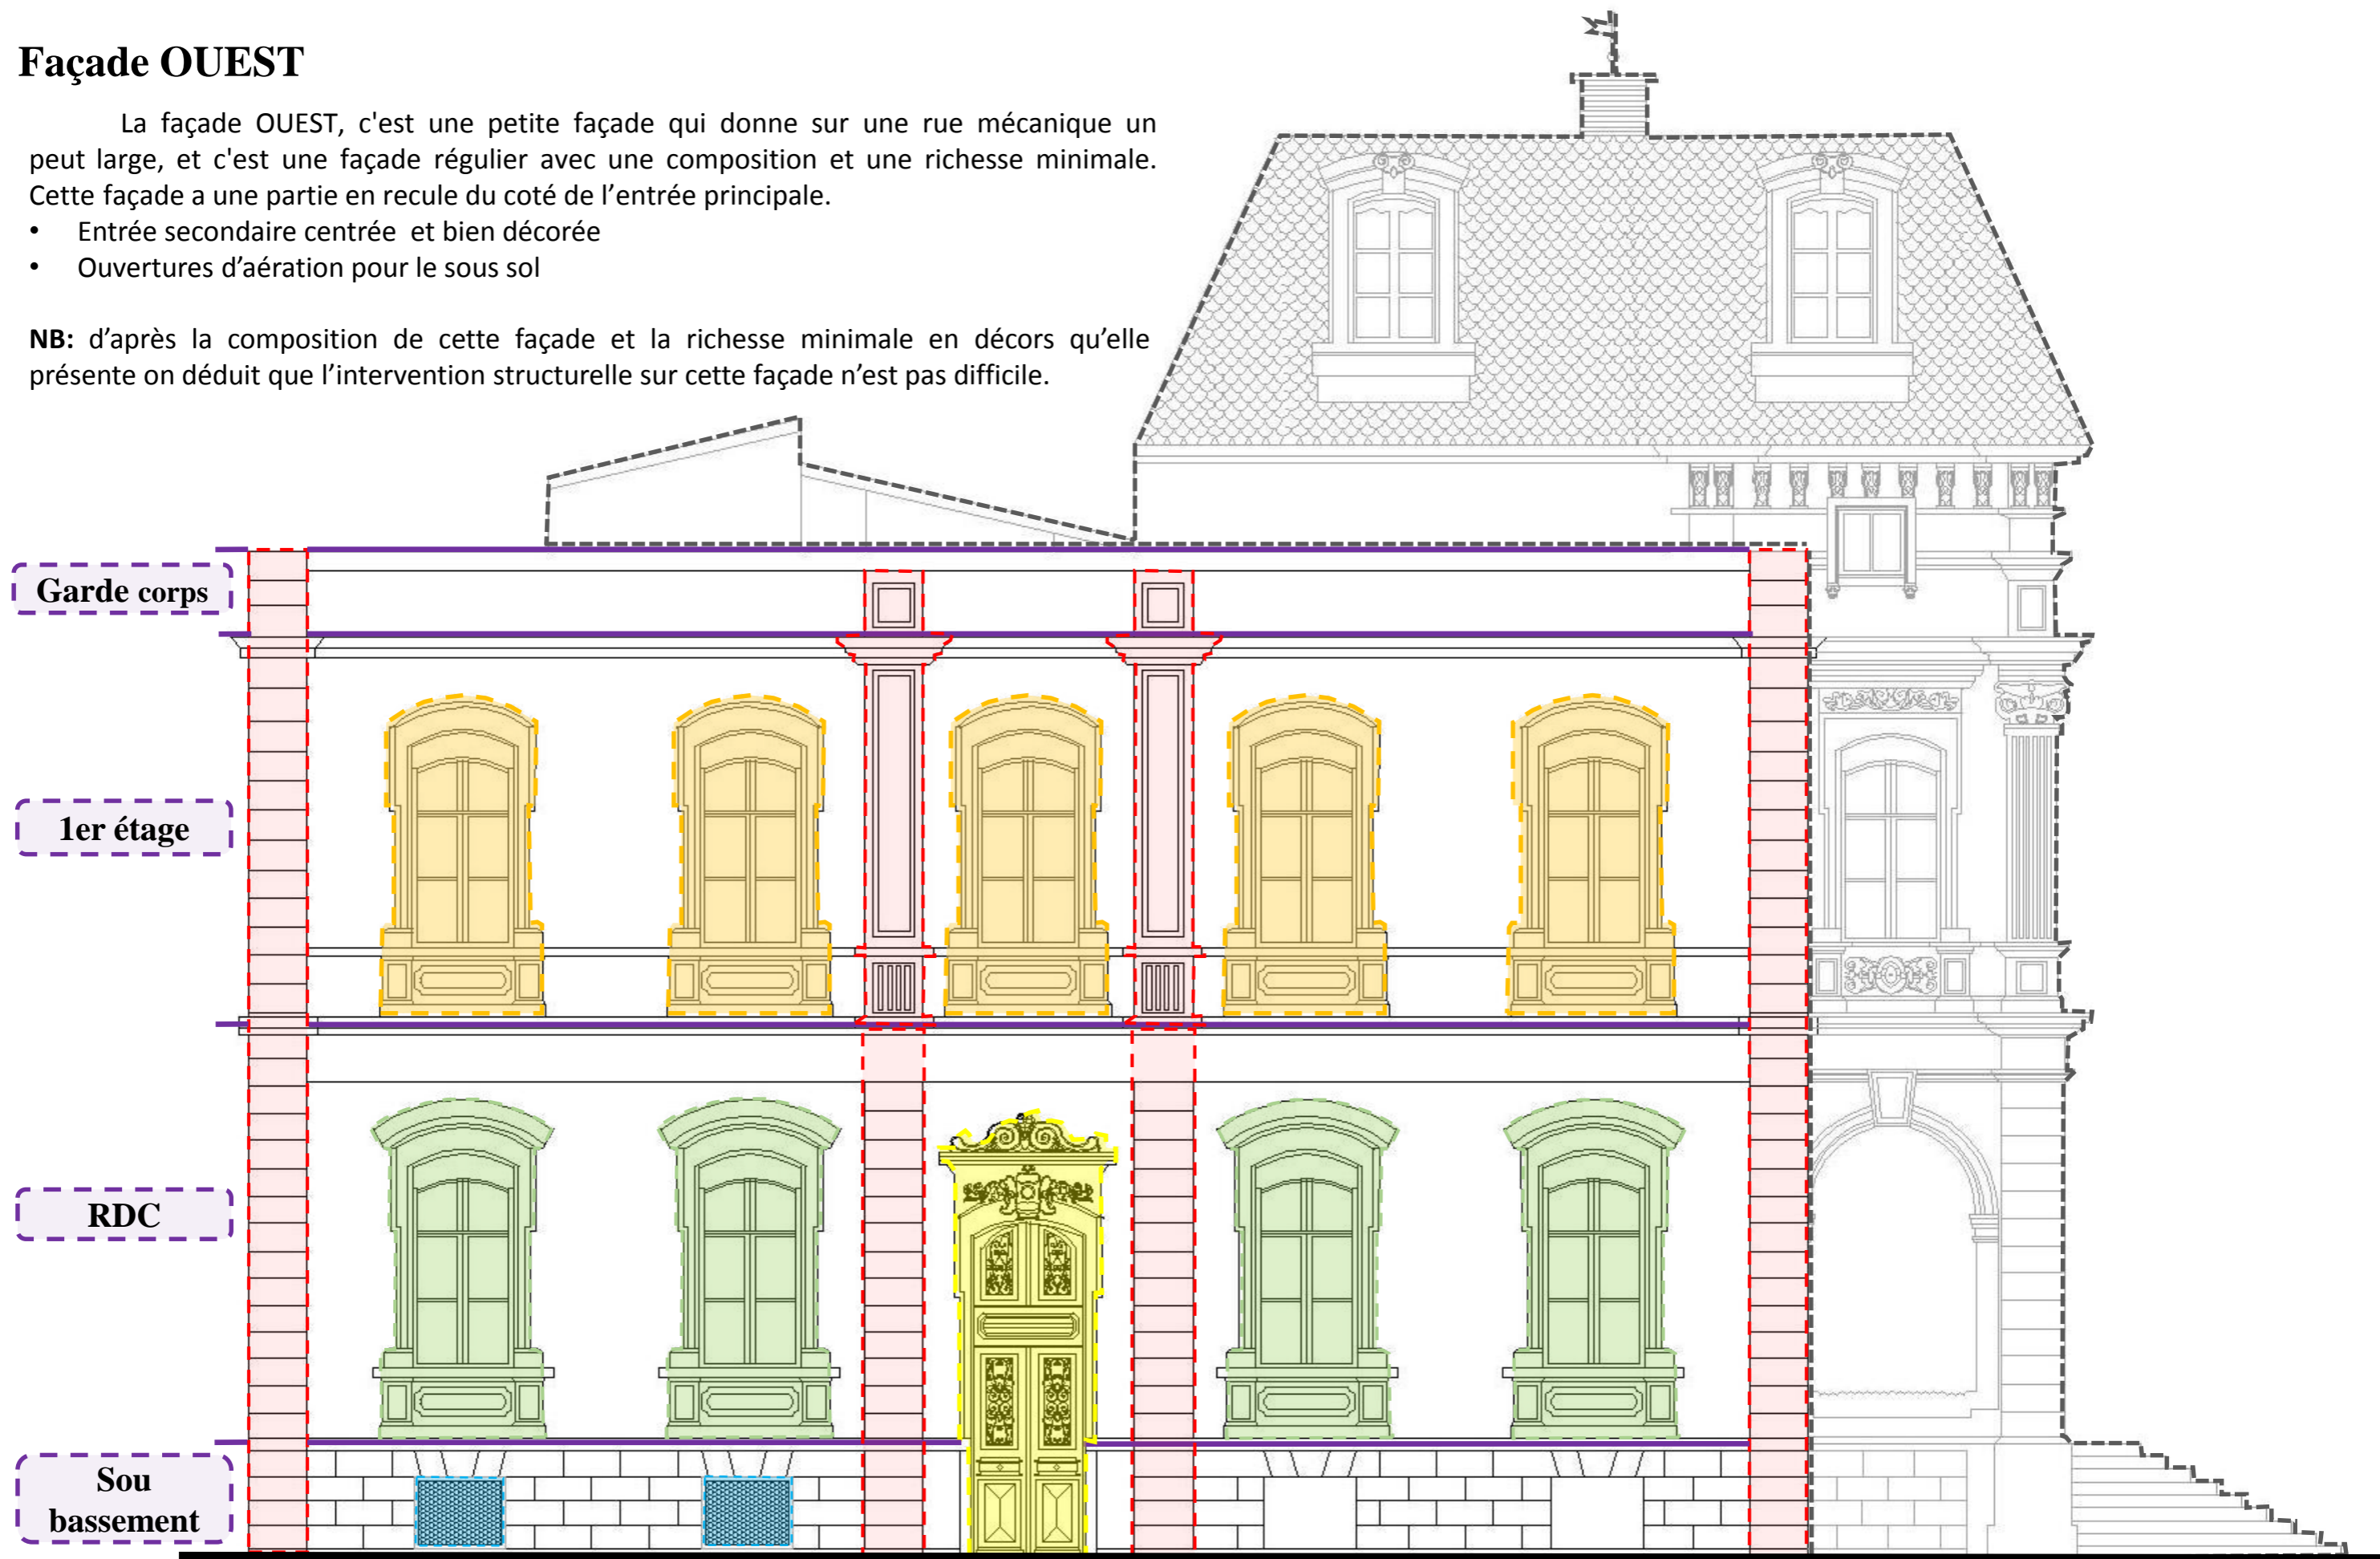 Façade OUEST
La façade OUEST, c'est une petite façade qui donne sur une rue mécanique un
peut large, et c'est une façade régulier avec une composition et une richesse minimale.
Cette façade a une partie en recule du coté de l’entrée principale.
• Entrée secondaire centrée et bien décorée
• Ouvertures d’aération pour le sous sol
NB: d’après la composition de cette façade et la richesse minimale en décors qu’elle
présente on déduit que l’intervention structurelle sur cette façade n’est pas difficile.
Garde corps
1er étage
RDC
Sou
bassement